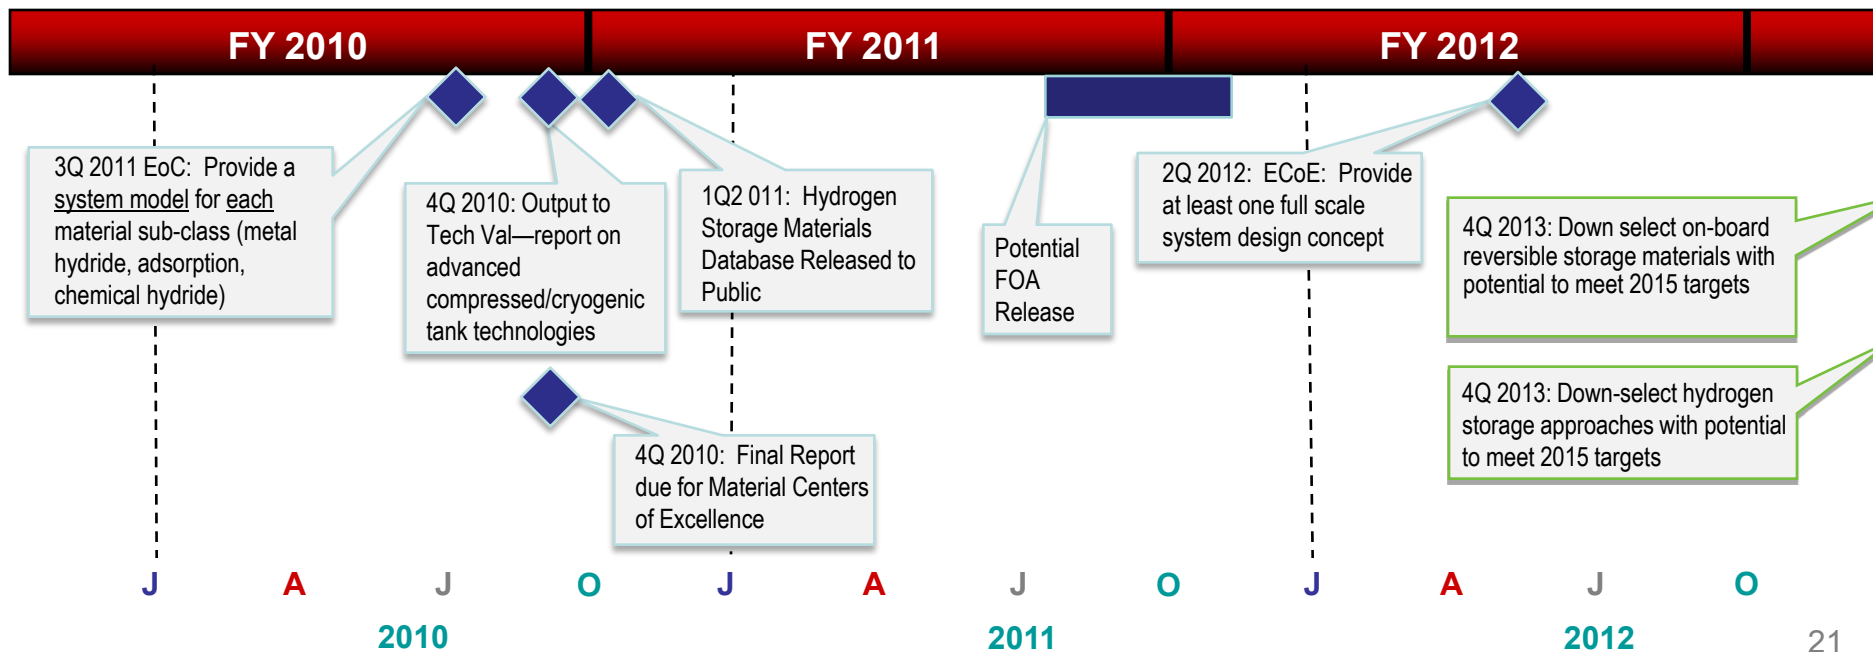 FY 2010
FY 2011
FY 2012
3Q 2011 EoC: Provide a
system model for each
material sub-class (metal
hydride, adsorption,
chemical hydride)
4Q 2010: Output to
Tech Val—report on
advanced
compressed/cryogenic
tank technologies
1Q2 011: Hydrogen
Storage Materials
Database Released to
Public
Potential
FOA
Release
2Q 2012: ECoE: Provide
at least one full scale
system design concept
4Q 2013: Down select on-board
reversible storage materials with
potential to meet 2015 targets
4Q 2010: Final Report
due for Material Centers
of Excellence
4Q 2013: Down-select hydrogen
storage approaches with potential
to meet 2015 targets
J A J O J A J O J A J O
2010 2011 2012
21